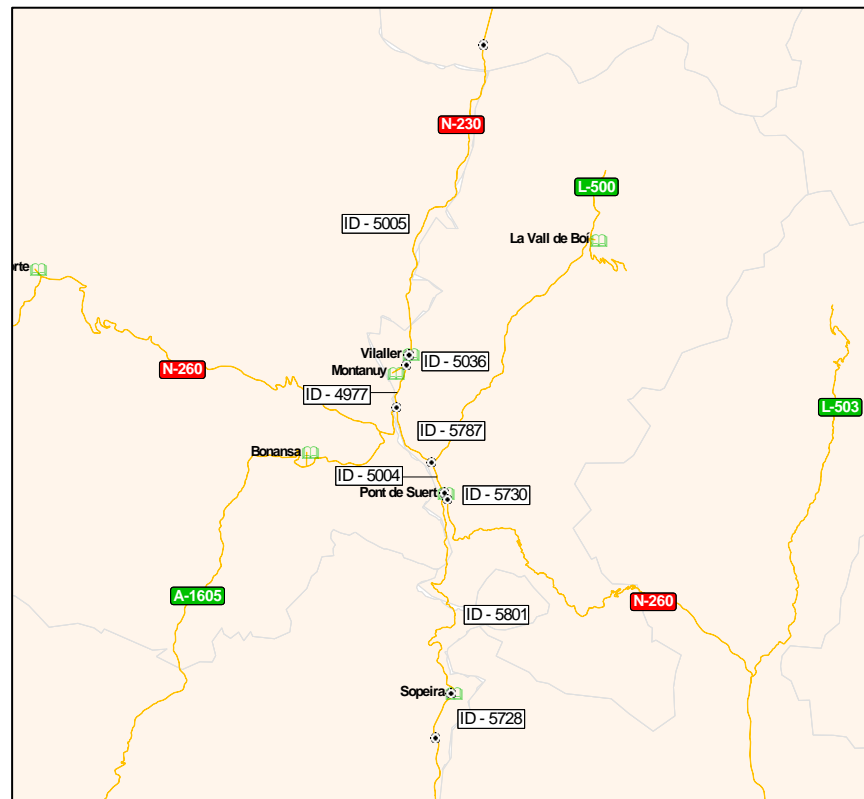 N-230
L-500
ID - 5005
La Vall de Boí
orte
Vilaller
ID - 5036
Montanuy
N-260
ID - 4977
L-503
ID - 5787
Bonansa
ID - 5004
Pont de Suert
ID - 5730
A-1605
N-260
ID - 5801
Sopeira
ID - 5728